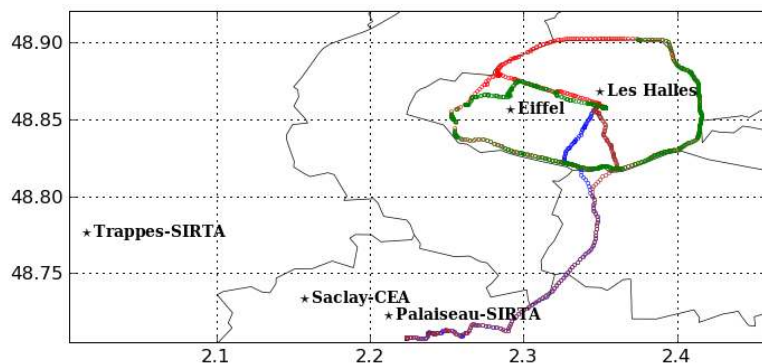 48.90
Les Halles
48.85
Eiffel
48.80
Trappes-SIRTA
48.75
Saclay-CEA
Palaiseau-SIRTA
2.1
2.2
2.3
2.4